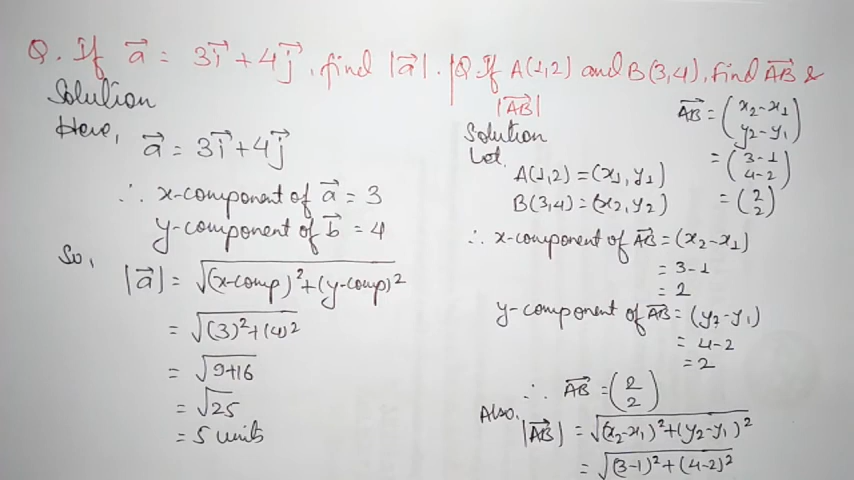 Q. If a⃗ = 3i⃗ + 4j⃗, find |a⃗|.
Solution
Here,
a⃗ = 3i⃗ + 4j⃗
∴ x-component of a⃗ = 3
y-component of b⃗ = 4
So,
|a⃗| = √(x-comp)²+(y-comp)²
= √(3)²+(4)²
= √9+16
= √25
= 5 units
Q. If A(1,2) and B(3,4), find AB⃗ &
|AB⃗|
Solution
Let,
A(1,2) = (x₁, y₁)
B(3,4) = (x₂, y₂)
AB⃗ = (x₂-x₁
y₂-y₁)
= (3-1
4-2)
= (2
2)
∴ x-component of AB⃗ = (x₂-x₁)
= 3-1
= 2
y-component of AB⃗ = (y₂-y₁)
= 4-2
= 2
∴ AB⃗ = (2
2)
Also,
|AB⃗| = √(x₂-x₁)²+(y₂-y₁)²
= √(3-1)²+(4-2)²